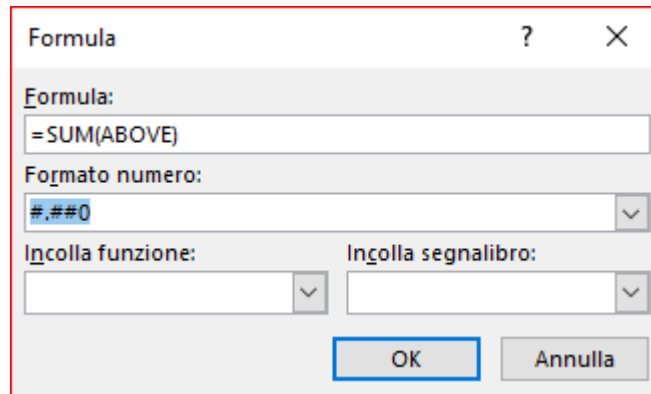 Formula ?
Formula:
=SUM(ABOVE)
Formato numero:
#.##0
Incolla funzione: Incolla segnalibro:
OK Annulla